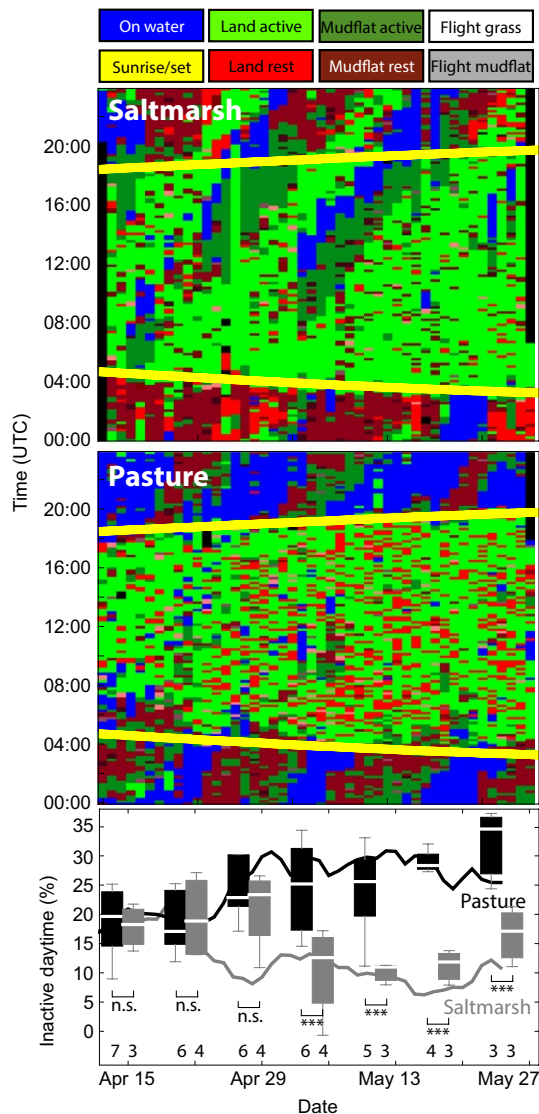 On water Land active Mudflat active Flight grass
Sunrise/set Land rest Mudflat rest Flight mudflat
Saltmarsh
20:00
16:00
12:00
08:00
04:00
00:00
Time (UTC)
Pasture
20:00
16:00
12:00
08:00
04:00
00:00
Inactive daytime (%)
35
30
25
20
15
10
5
0
Pasture
Saltmarsh
n.s. n.s. n.s. *** *** *** ***
7 3 6 4 6 4 6 4 5 3 4 3 3 3
Apr 15 Apr 29 May 13 May 27
Date